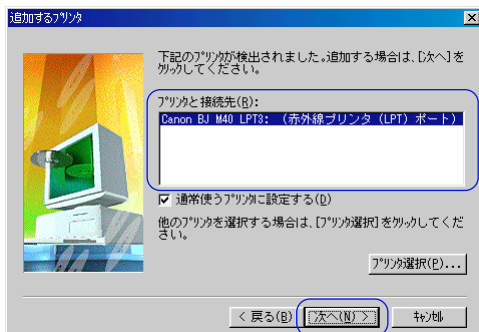 追加するプリンタ
下記のプリンタが検出されました。追加する場合は、[次へ]を
クリックしてください。
プリンタと接続先(R):
Canon BJ M40 LPT3: (赤外線プリンタ (LPT) ポート)
通常使うプリンタに設定する(D)
他のプリンタを選択する場合は、[プリンタ選択]をクリックしてくだ
さい。
プリンタ選択(P)...
< 戻る(B)
次へ(N) >
キャンセル